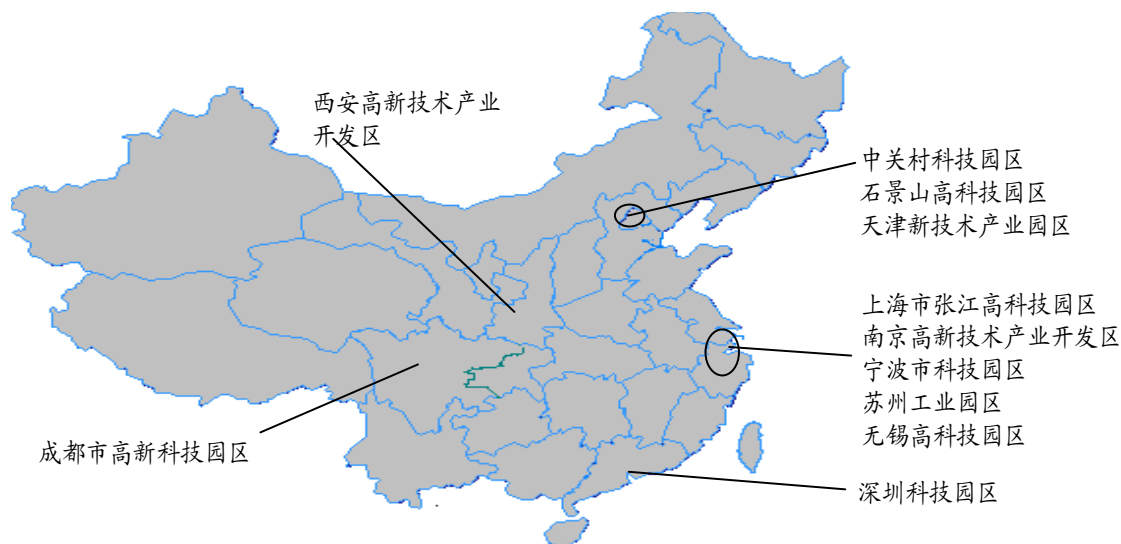 西安高新技术产业
开发区
中关村科技园区
石景山高科技园区
天津新技术产业园区
上海市张江高科技园区
南京高新技术产业开发区
宁波市科技园区
苏州工业园区
无锡高科技园区
成都市高新科技园区
深圳科技园区